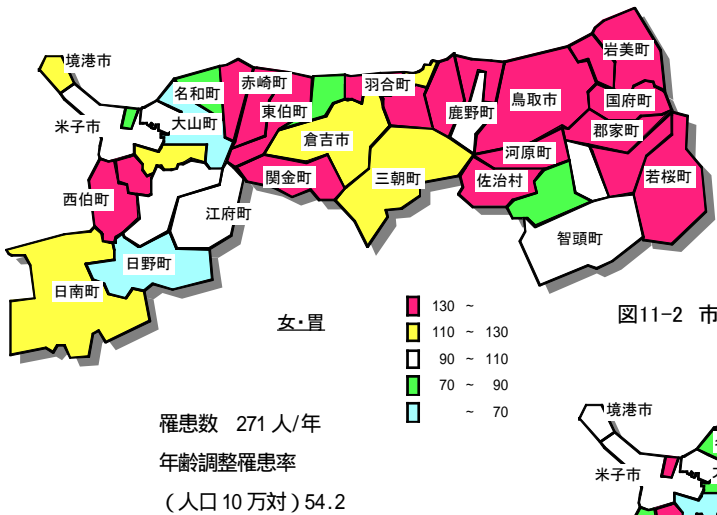 境港市
米子市
名和町
大山町
赤崎町
東伯町
羽合町
倉吉市
関金町
三朝町
鹿野町
鳥取市
岩美町
国府町
郡家町
河原町
佐治村
若桜町
智頭町
西伯町
江府町
日野町
日南町
女・胃
130 ~
110 ~ 130
90 ~ 110
70 ~ 90
~ 70
図11-2 市
罹患数 271 人/年
年齢調整罹患率
(人口10万対)54.2
境港市
米子市